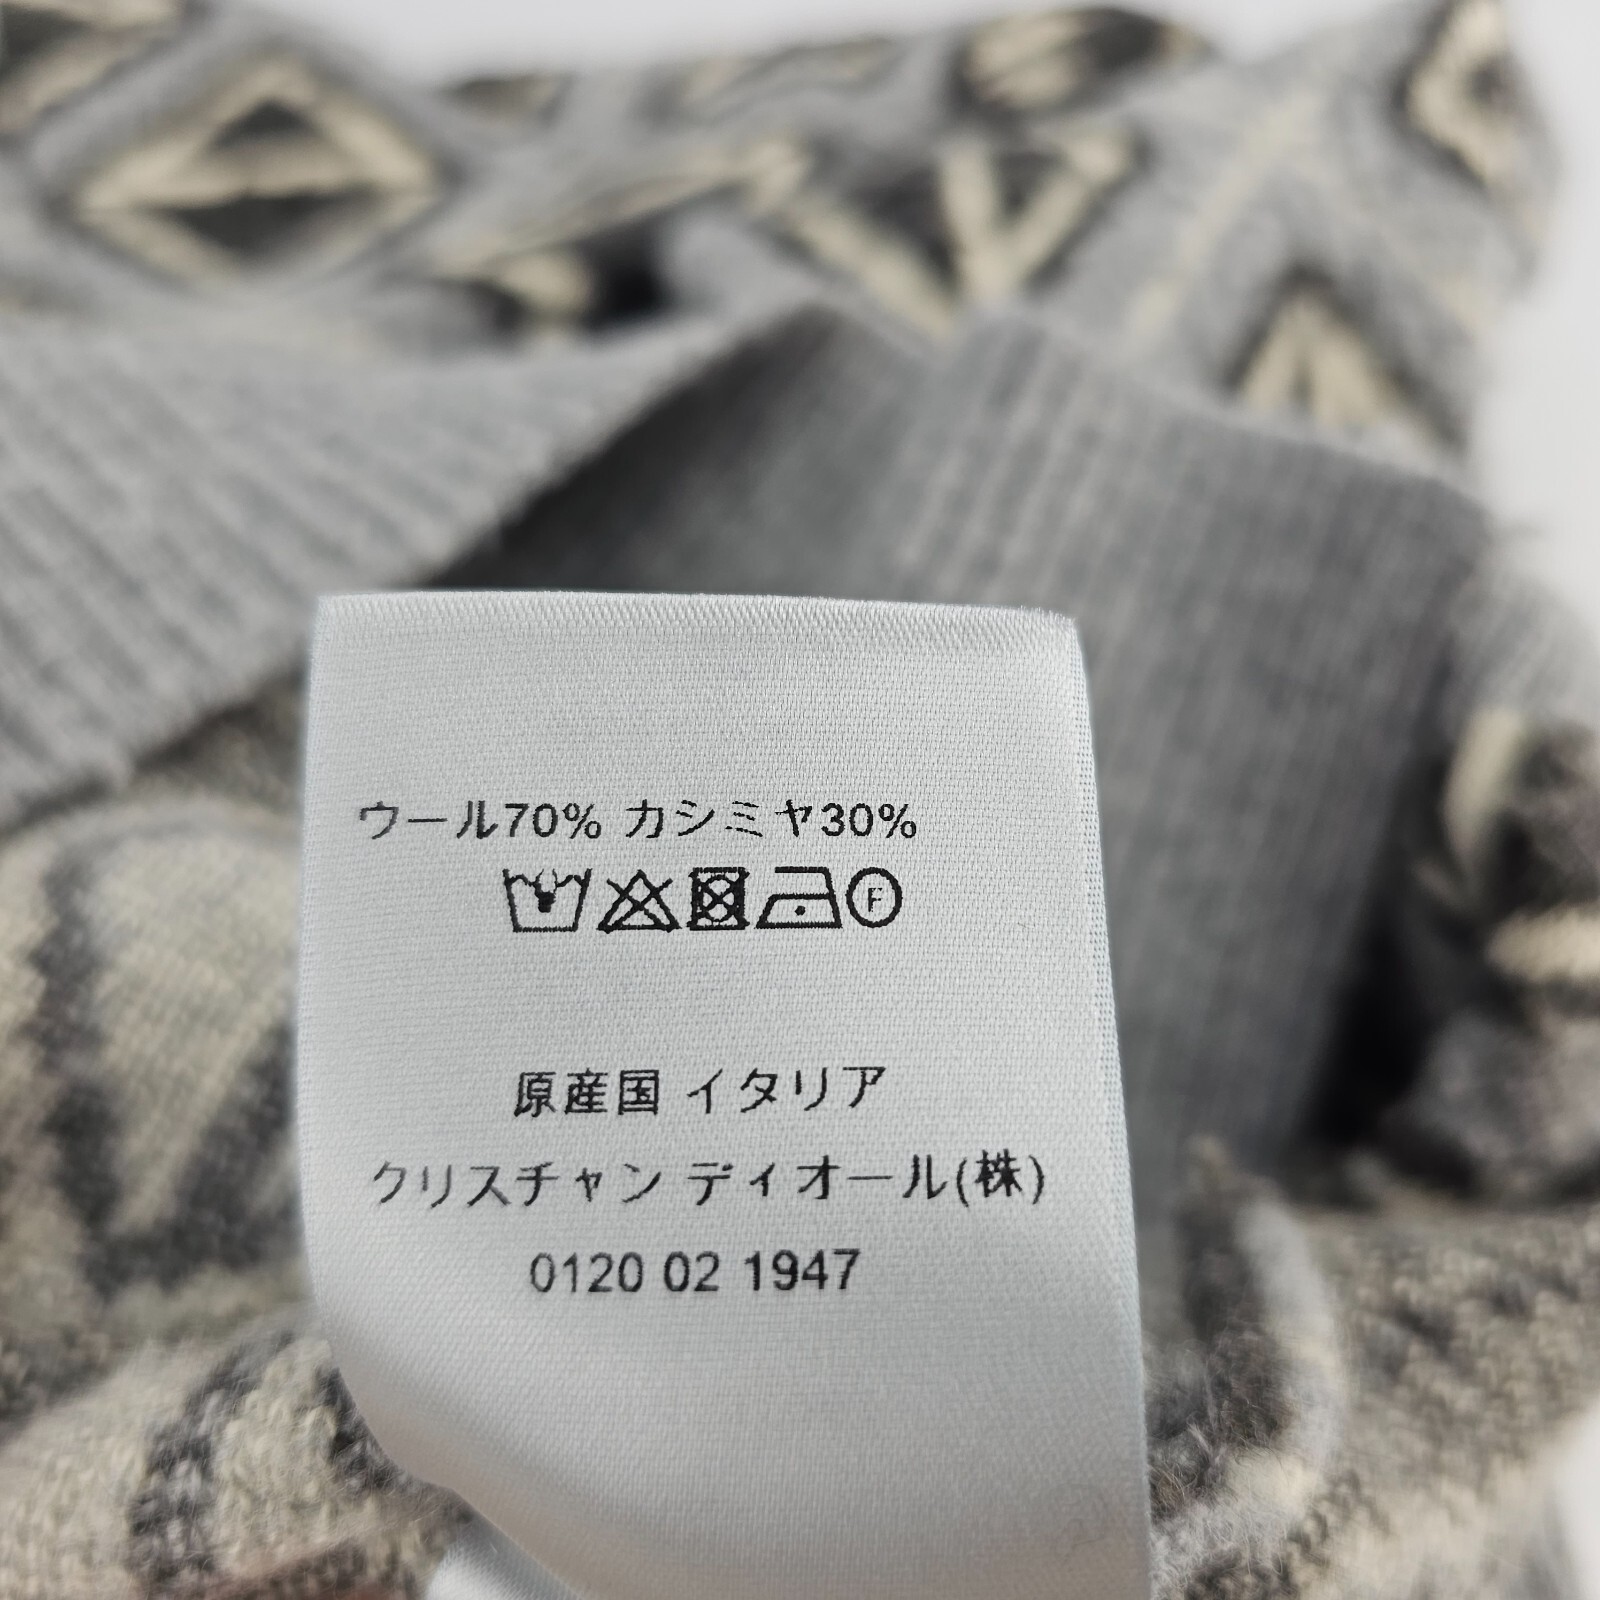 ウール70% カシミヤ30%
F
原産国 イタリア
クリスチャン ディオール(株)
0120 02 1947